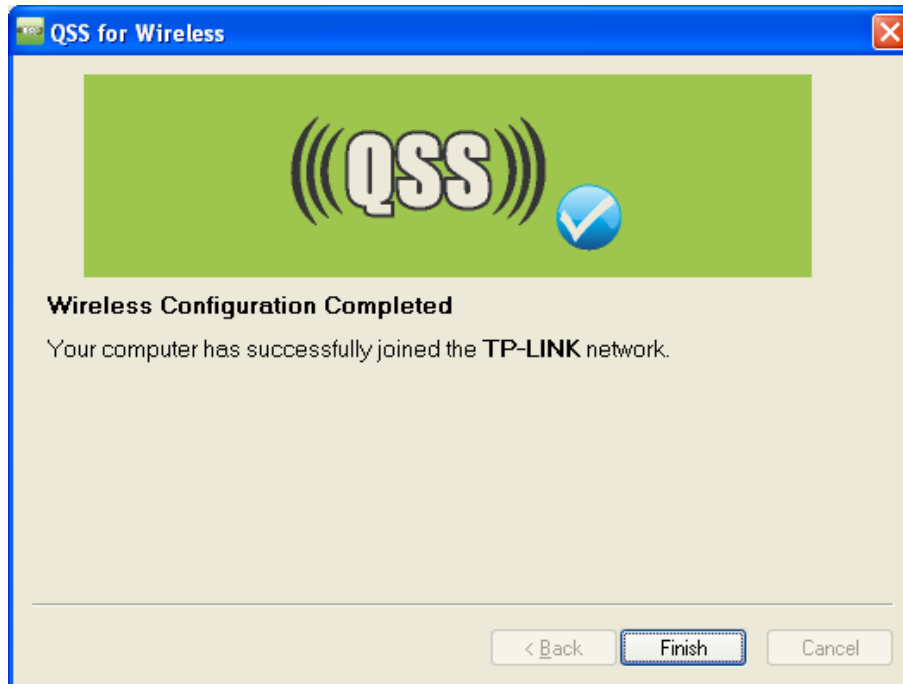 QSS for Wireless
(((QSS)))
Wireless Configuration Completed
Your computer has successfully joined the TP-LINK network.
< Back Finish Cancel